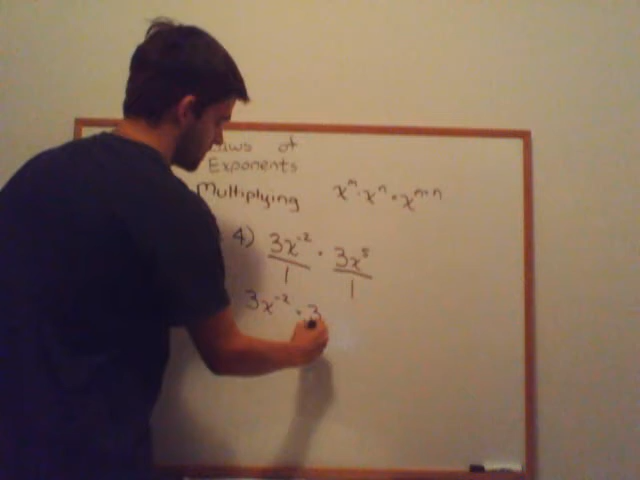 Laws of
Exponents
Multiplying x^m · x^n = x^(m+n)
4) 3x^-2/1 · 3x^5/1
3x^-2 · 3